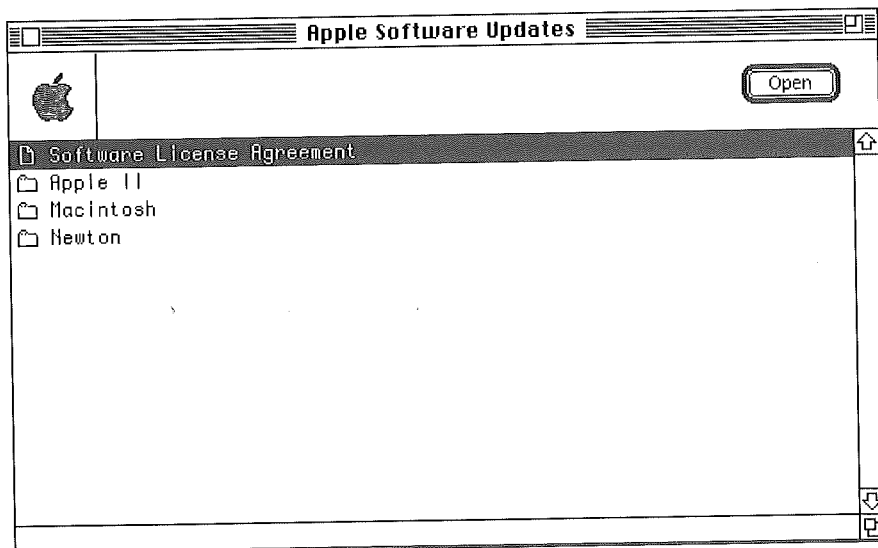 Apple Software Updates
Open
Software License Agreement
Apple II
Macintosh
Newton